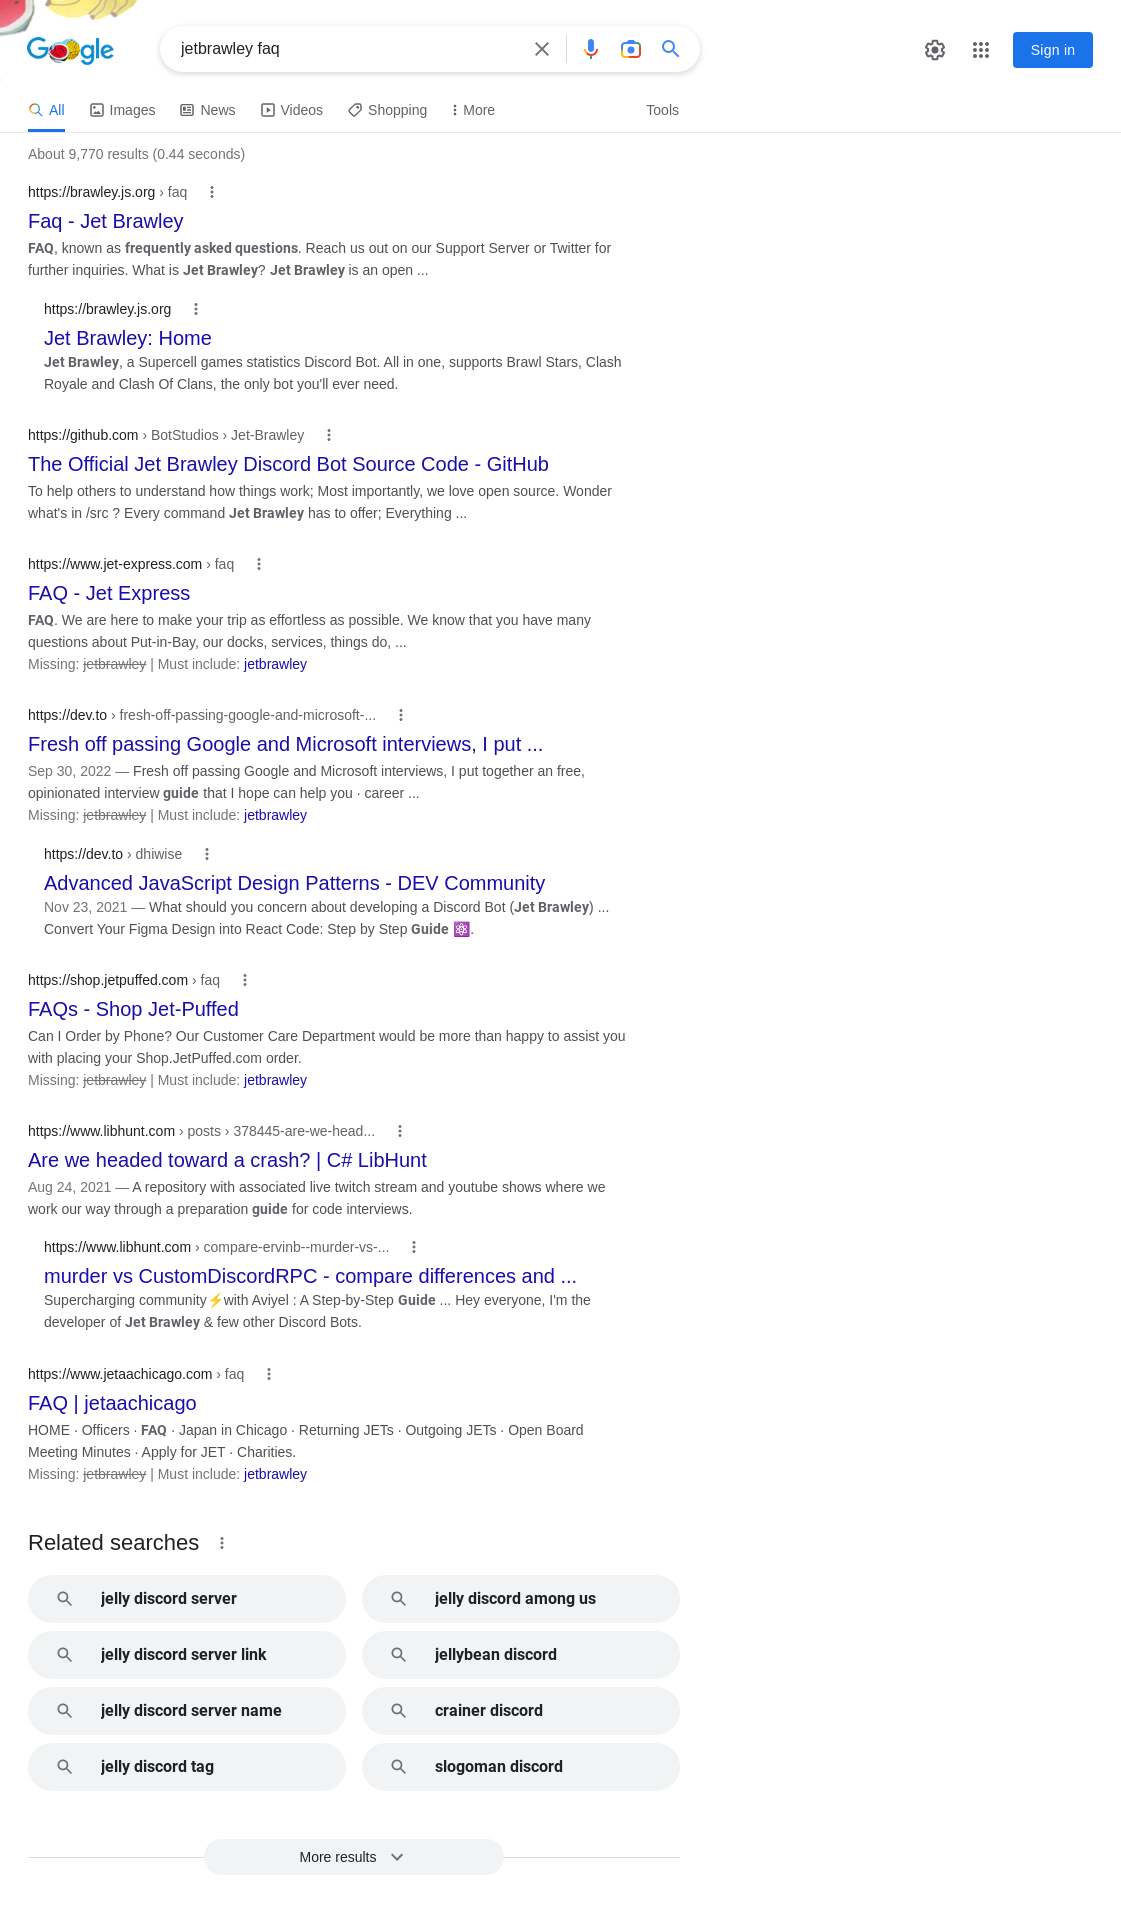 Google
jetbrawley faq
Sign in
All Images News Videos Shopping More Tools
About 9,770 results (0.44 seconds)
https://brawley.js.org › faq
Faq - Jet Brawley
FAQ, known as frequently asked questions. Reach us out on our Support Server or Twitter for
further inquiries. What is Jet Brawley? Jet Brawley is an open ...
https://brawley.js.org
Jet Brawley: Home
Jet Brawley, a Supercell games statistics Discord Bot. All in one, supports Brawl Stars, Clash
Royale and Clash Of Clans, the only bot you'll ever need.
https://github.com › BotStudios › Jet-Brawley
The Official Jet Brawley Discord Bot Source Code - GitHub
To help others to understand how things work; Most importantly, we love open source. Wonder
what's in /src ? Every command Jet Brawley has to offer; Everything ...
https://www.jet-express.com › faq
FAQ - Jet Express
FAQ. We are here to make your trip as effortless as possible. We know that you have many
questions about Put-in-Bay, our docks, services, things do, ...
Missing: jetbrawley | Must include: jetbrawley
https://dev.to › fresh-off-passing-google-and-microsoft-...
Fresh off passing Google and Microsoft interviews, I put ...
Sep 30, 2022 — Fresh off passing Google and Microsoft interviews, I put together an free,
opinionated interview guide that I hope can help you · career ...
Missing: jetbrawley | Must include: jetbrawley
https://dev.to › dhiwise
Advanced JavaScript Design Patterns - DEV Community
Nov 23, 2021 — What should you concern about developing a Discord Bot (Jet Brawley) ...
Convert Your Figma Design into React Code: Step by Step Guide ⚛️.
https://shop.jetpuffed.com › faq
FAQs - Shop Jet-Puffed
Can I Order by Phone? Our Customer Care Department would be more than happy to assist you
with placing your Shop.JetPuffed.com order.
Missing: jetbrawley | Must include: jetbrawley
https://www.libhunt.com › posts › 378445-are-we-head...
Are we headed toward a crash? | C# LibHunt
Aug 24, 2021 — A repository with associated live twitch stream and youtube shows where we
work our way through a preparation guide for code interviews.
https://www.libhunt.com › compare-ervinb--murder-vs-...
murder vs CustomDiscordRPC - compare differences and ...
Supercharging community⚡with Aviyel : A Step-by-Step Guide ... Hey everyone, I'm the
developer of Jet Brawley & few other Discord Bots.
https://www.jetaachicago.com › faq
FAQ | jetaachicago
HOME · Officers · FAQ · Japan in Chicago · Returning JETs · Outgoing JETs · Open Board
Meeting Minutes · Apply for JET · Charities.
Missing: jetbrawley | Must include: jetbrawley
Related searches
jelly discord server
jelly discord among us
jelly discord server link
jellybean discord
jelly discord server name
crainer discord
jelly discord tag
slogoman discord
More results